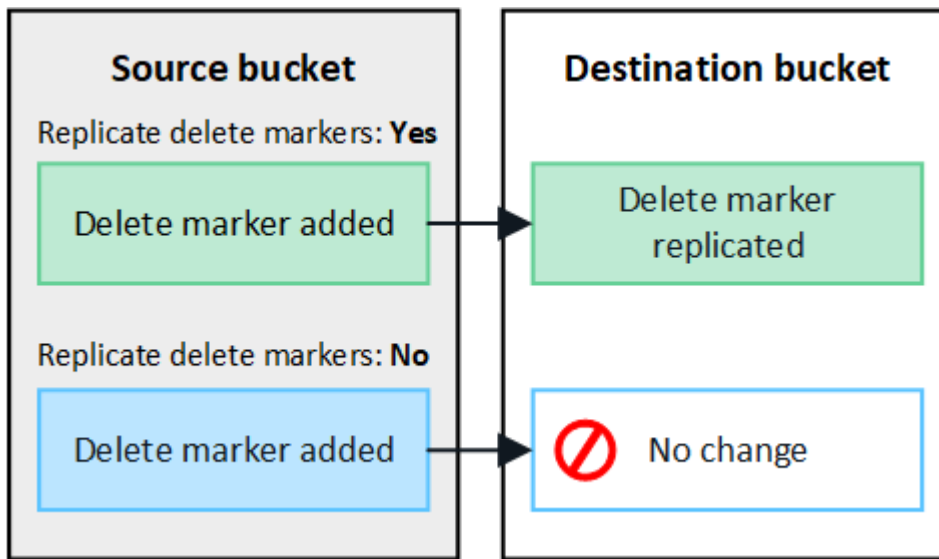 Source bucket
Destination bucket
Replicate delete markers: Yes
Delete marker added
Delete marker
replicated
Replicate delete markers: No
Delete marker added
No change